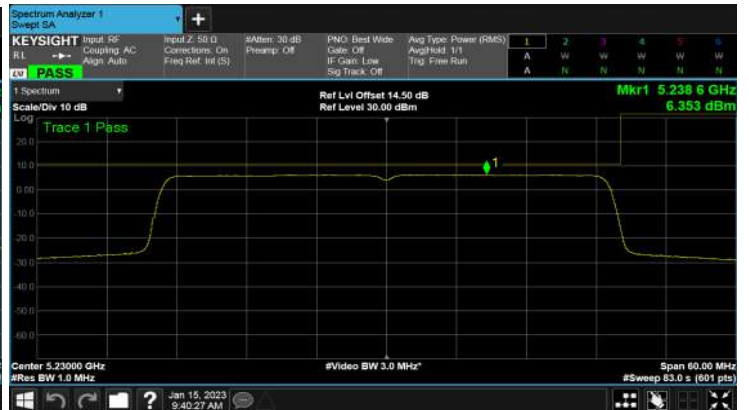 Spectrum Analyzer 1
Swept SA
+
KEYSIGHT Input: RF Input Z: 50 Ω #Atten: 30 dB PNO: Best Wide Avg Type: Power (RMS) 1 2 3 4 5 6
RL Coupling: AC Corrections: On Preamp: Off Gate: Off Avg|Hold: 1/1 A W W W W W
Align: Auto Freq Ref: Int (S) IF Gain: Low Trig: Free Run
LXI PASS Sig Track: Off A N N N N N
1 Spectrum Ref Lvl Offset 14.50 dB Mkr1 5.238 6 GHz
Scale/Div 10 dB Ref Level 30.00 dBm 6.353 dBm
Log
Trace 1 Pass
20.0
10.0
1
0.00
-10.0
-20.0
-30.0
-40.0
-50.0
-60.0
Center 5.23000 GHz #Video BW 3.0 MHz* Span 60.00 MHz
#Res BW 1.0 MHz #Sweep 83.0 s (601 pts)
? Jan 15, 2023
9:40:27 AM